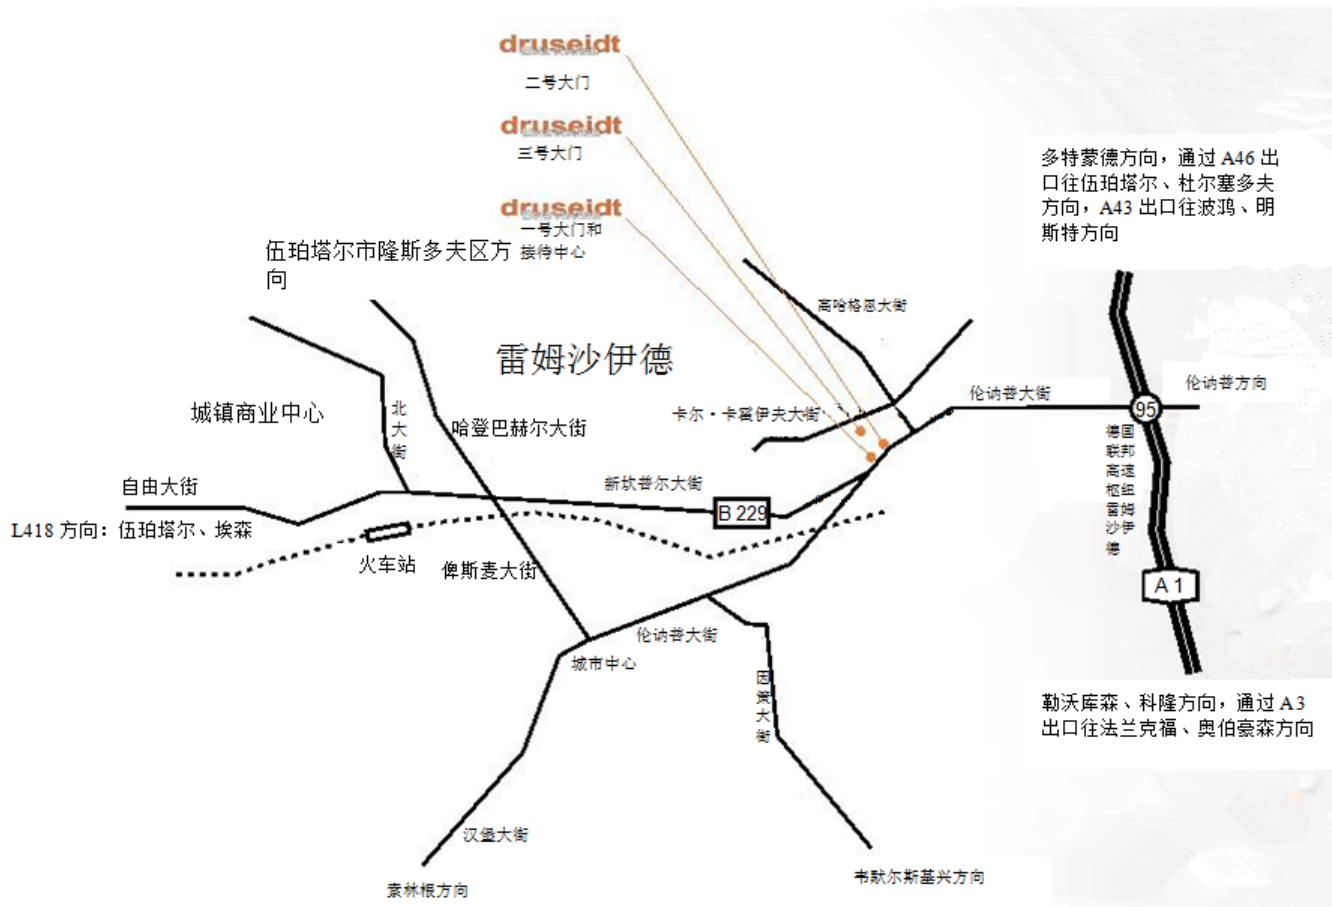 druseidt
二号大门
druseidt
三号大门
druseidt
一号大门和
接待中心
多特蒙德方向，通过 A46 出
口往伍珀塔尔、杜尔塞多夫
方向，A43 出口往波鸿、明
斯特方向
伍珀塔尔市隆斯多夫区方
向
高哈格恩大街
雷姆沙伊德
伦讷普大街
伦讷普方向
95
城镇商业中心
北
大
街
哈登巴赫尔大街
卡尔·卡霍伊夫大街
德国
联邦
高速
枢纽
雷姆
沙伊
德
自由大街
新坎普尔大街
B 229
L418 方向：伍珀塔尔、埃森
火车站
俾斯麦大街
A 1
伦讷普大街
城市中心
因
策
大
街
勒沃库森、科隆方向，通过 A3
出口往法兰克福、奥伯豪森方向
汉堡大街
索林根方向
韦默尔斯基兴方向